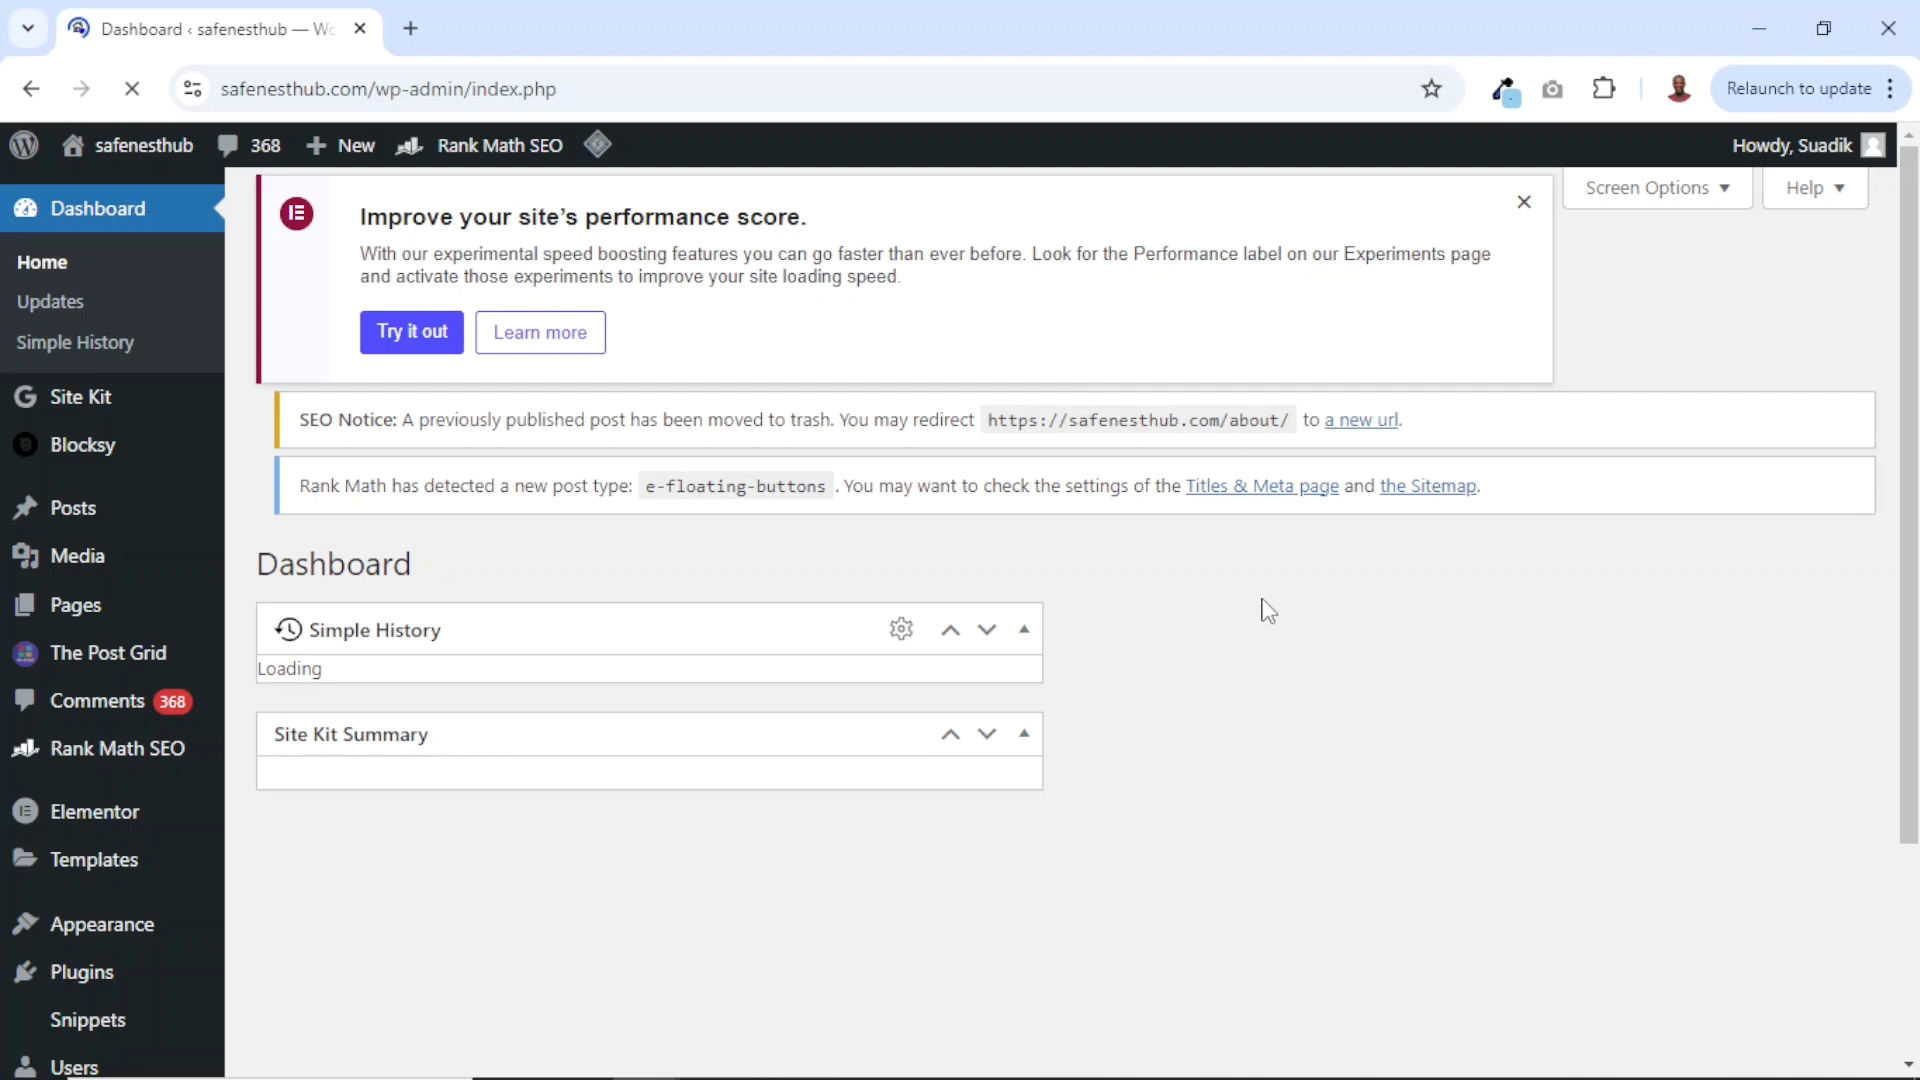 Dashboard ‹ safenesthub — Wc
safenesthub.com/wp-admin/index.php
Relaunch to update
safenesthub
368
New
Rank Math SEO
Howdy, Suadik
Dashboard
Home
Updates
Simple History
Site Kit
Blocksy
Posts
Media
Pages
The Post Grid
Comments 368
Rank Math SEO
Elementor
Templates
Appearance
Plugins
Snippets
Users
Screen Options
Help
Improve your site’s performance score.
With our experimental speed boosting features you can go faster than ever before. Look for the Performance label on our Experiments page
and activate those experiments to improve your site loading speed.
Try it out
Learn more
SEO Notice: A previously published post has been moved to trash. You may redirect https://safenesthub.com/about/ to a new url.
Rank Math has detected a new post type: e-floating-buttons . You may want to check the settings of the Titles & Meta page and the Sitemap.
Dashboard
Simple History
Loading
Site Kit Summary